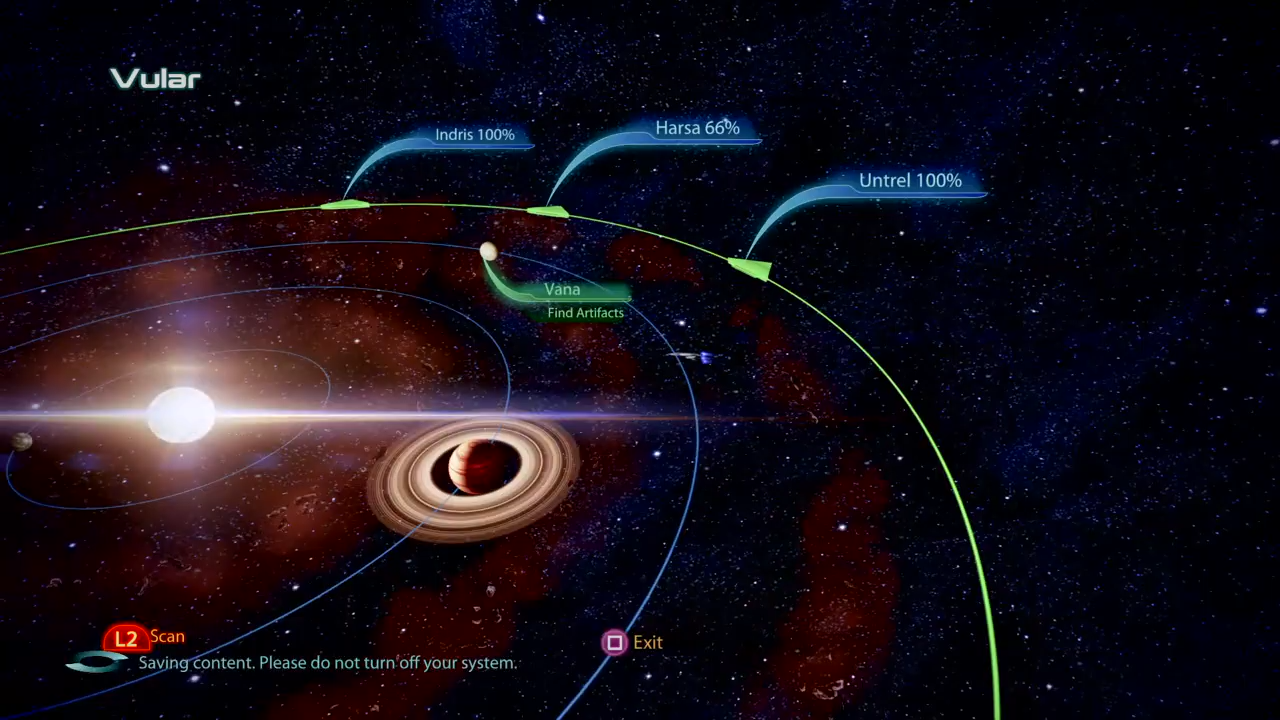 Vular
Indris 100%
Harsa 66%
Untrel 100%
Vana
Find Artifacts
L2 Scan
Exit
Saving content. Please do not turn off your system.